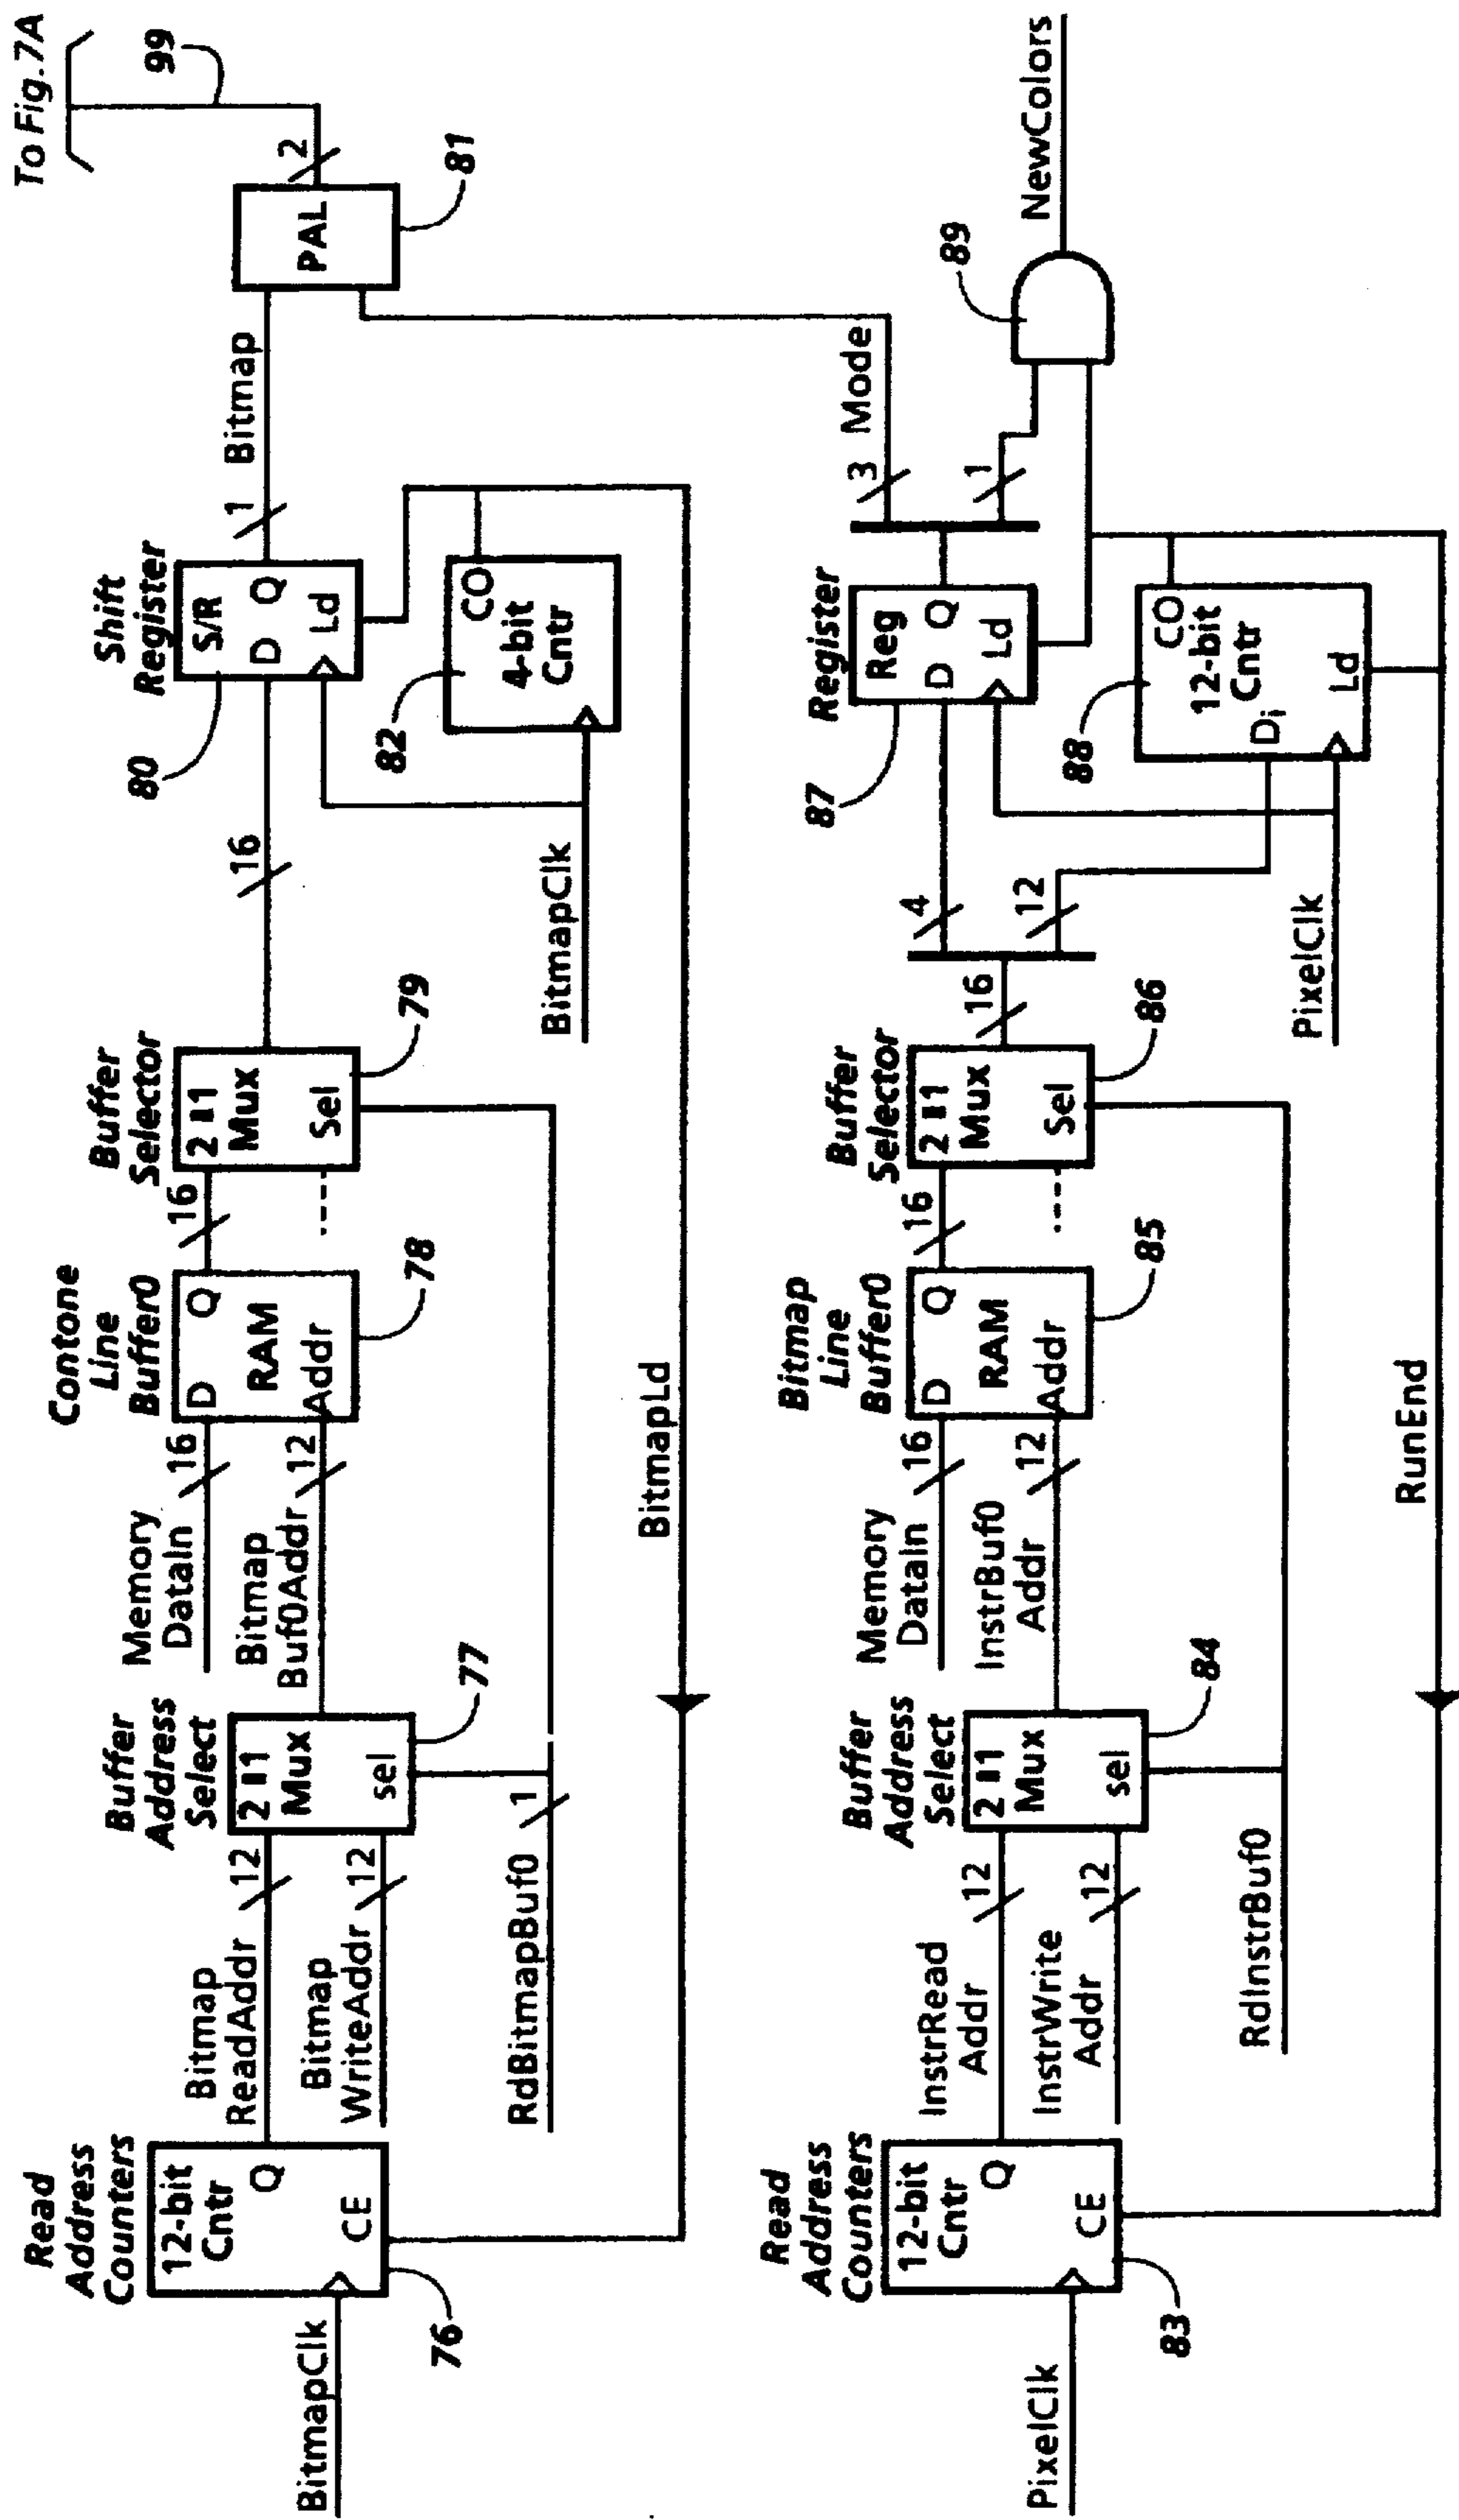 To Fig.7A
99
Read
Address
Counters
12-bit
Cntr
Q
CE
BitmapClk
76
Bitmap
ReadAddr
12
Bitmap
WriteAddr
12
RdBitmapBuf0
1
Buffer
Address
Select
2 1
Mux
sel
77
Memory
DataIn
16
Bitmap
Buf0Addr
12
Contone
Line
Buffer0
D Q
RAM
Addr
78
16
Buffer
Selector
2 1
Mux
Sel
79
16
BitmapClk
80
Shift
Register
S/R
D Q
Ld
82
CO
4-bit
Cntr
1
Bitmap
PAL
81
2
BitmapLd
Read
Address
Counters
12-bit
Cntr
Q
CE
PixelClk
83
InstrRead
Addr
12
InstrWrite
Addr
12
RdInstrBuf0
Buffer
Address
Select
2 1
Mux
sel
84
Memory
DataIn
16
InstrBuf0
Addr
12
Bitmap
Line
Buffer0
D Q
RAM
Addr
85
16
Buffer
Selector
2 1
Mux
Sel
86
16
4
12
PixelClk
87
Register
Reg
D Q
Ld
88
CO
12-bit
Cntr
Di
Ld
3 Mode
1
89
NewColors
RunEnd